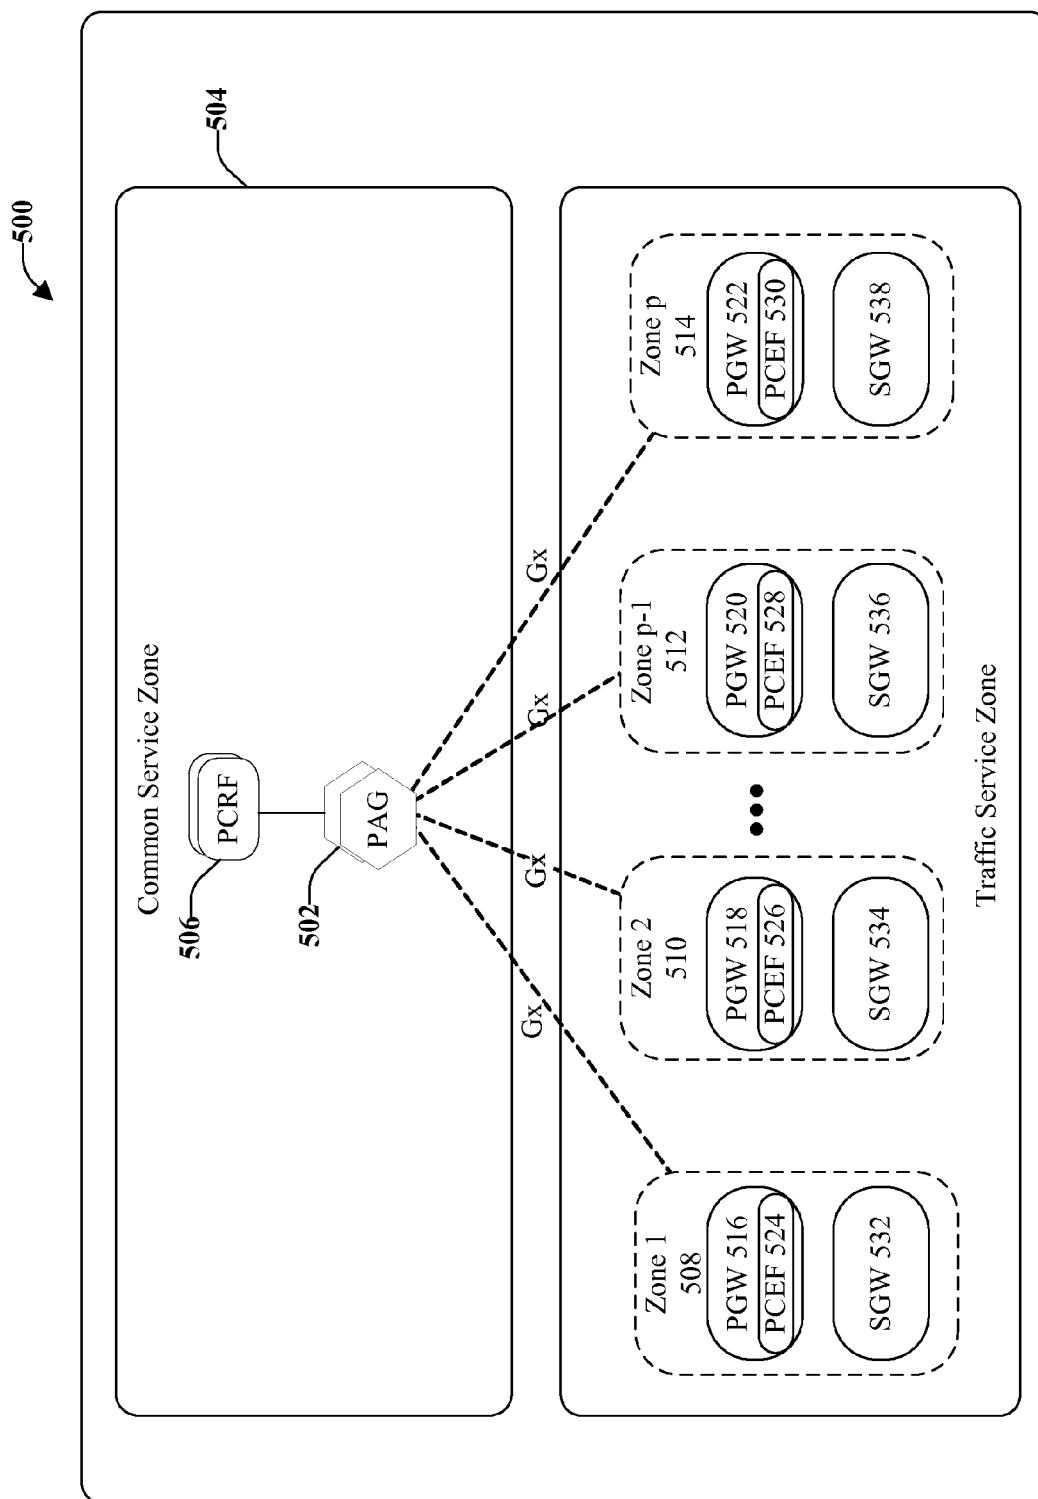 500
504
Common Service Zone
506
PCRF
502
PAG
Gx
Gx
Gx
Gx
Zone 1
508
PGW 516
PCEF 524
SGW 532
Zone 2
510
PGW 518
PCEF 526
SGW 534
Zone p-1
512
PGW 520
PCEF 528
SGW 536
Zone p
514
PGW 522
PCEF 530
SGW 538
Traffic Service Zone